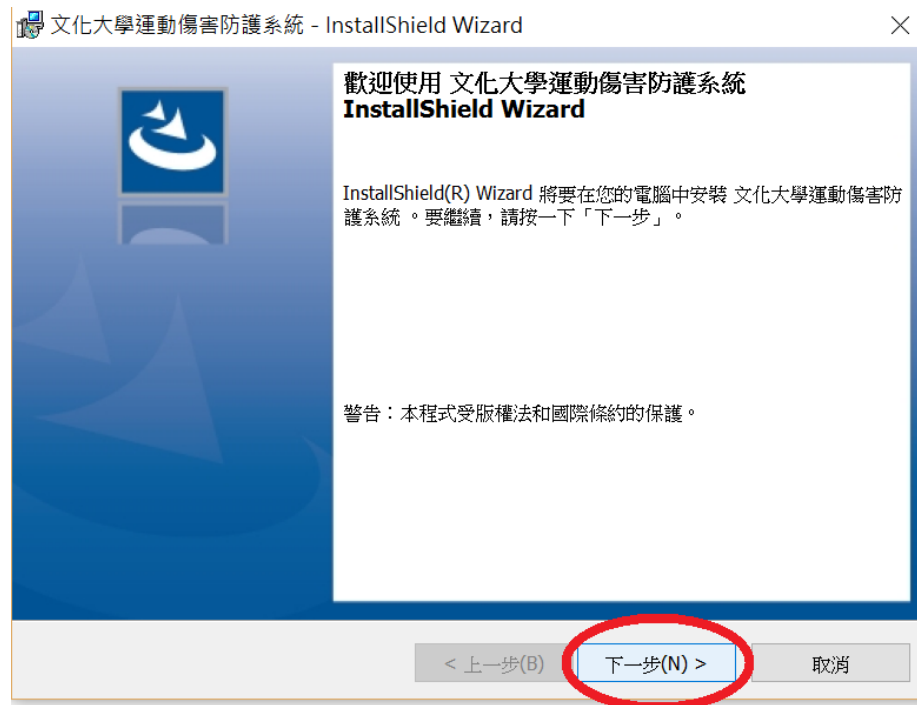 文化大學運動傷害防護系統 - InstallShield Wizard
歡迎使用 文化大學運動傷害防護系統
InstallShield Wizard
InstallShield(R) Wizard 將要在您的電腦中安裝 文化大學運動傷害防
護系統 。要繼續，請按一下「下一步」。
警告：本程式受版權法和國際條約的保護。
< 上一步(B)
下一步(N) >
取消